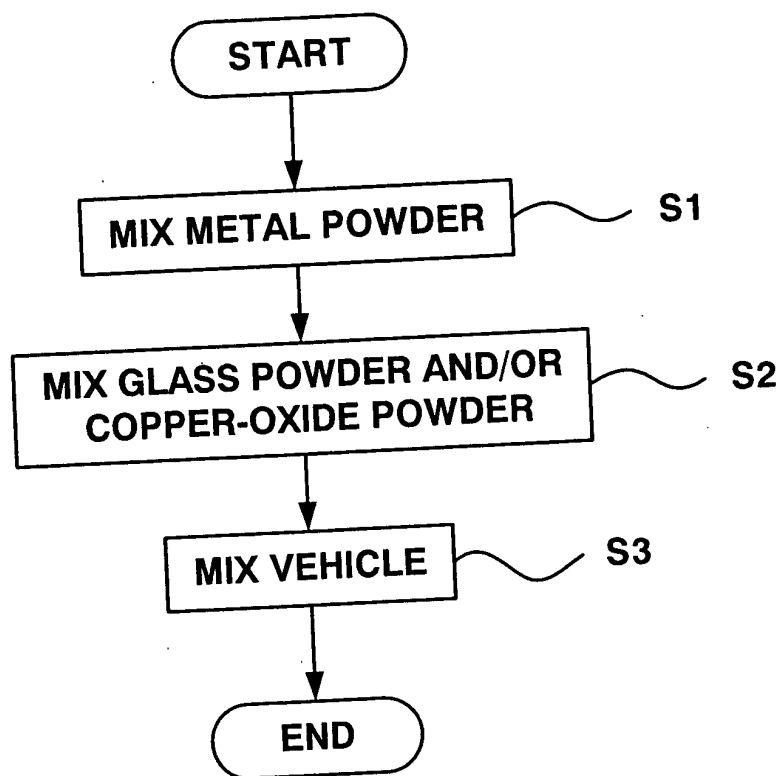 START
MIX METAL POWDER
S1
MIX GLASS POWDER AND/OR
COPPER-OXIDE POWDER
S2
MIX VEHICLE
S3
END